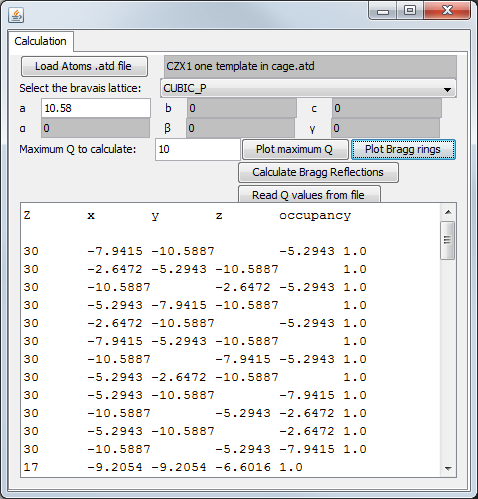 Calculation
Load Atoms .atd file CZX1 one template in cage.atd
Select the bravais lattice: CUBIC_P
a 10.58 b 0 c 0
α 0 β 0 γ 0
Maximum Q to calculate: 10 Plot maximum Q Plot Bragg rings
Calculate Bragg Reflections
Read Q values from file
Z x y z occupancy
30 -7.9415 -10.5887 -5.2943 1.0
30 -2.6472 -5.2943 -10.5887 1.0
30 -10.5887 -2.6472 -5.2943 1.0
30 -5.2943 -7.9415 -10.5887 1.0
30 -2.6472 -10.5887 -5.2943 1.0
30 -7.9415 -5.2943 -10.5887 1.0
30 -10.5887 -7.9415 -5.2943 1.0
30 -5.2943 -2.6472 -10.5887 1.0
30 -5.2943 -10.5887 -7.9415 1.0
30 -10.5887 -5.2943 -2.6472 1.0
30 -5.2943 -10.5887 -2.6472 1.0
30 -10.5887 -5.2943 -7.9415 1.0
17 -9.2054 -9.2054 -6.6016 1.0